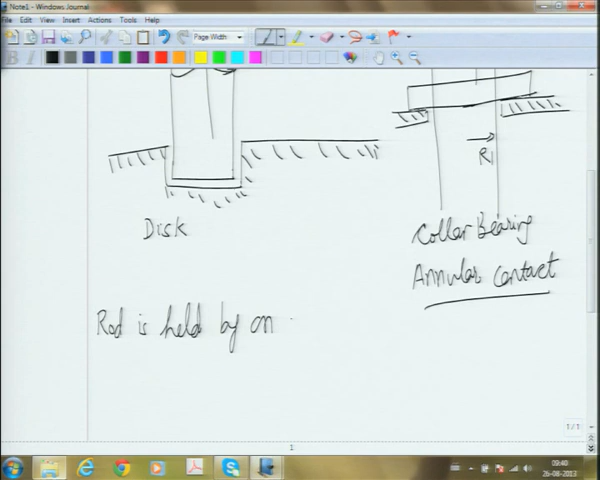 Note1 - Windows Journal
File Edit View Insert Actions Tools Help
Page Width
R1
Disk
Collar Bearing
Annular Contact
Rod is held by an
1/1
1
09:40
26-08-2013